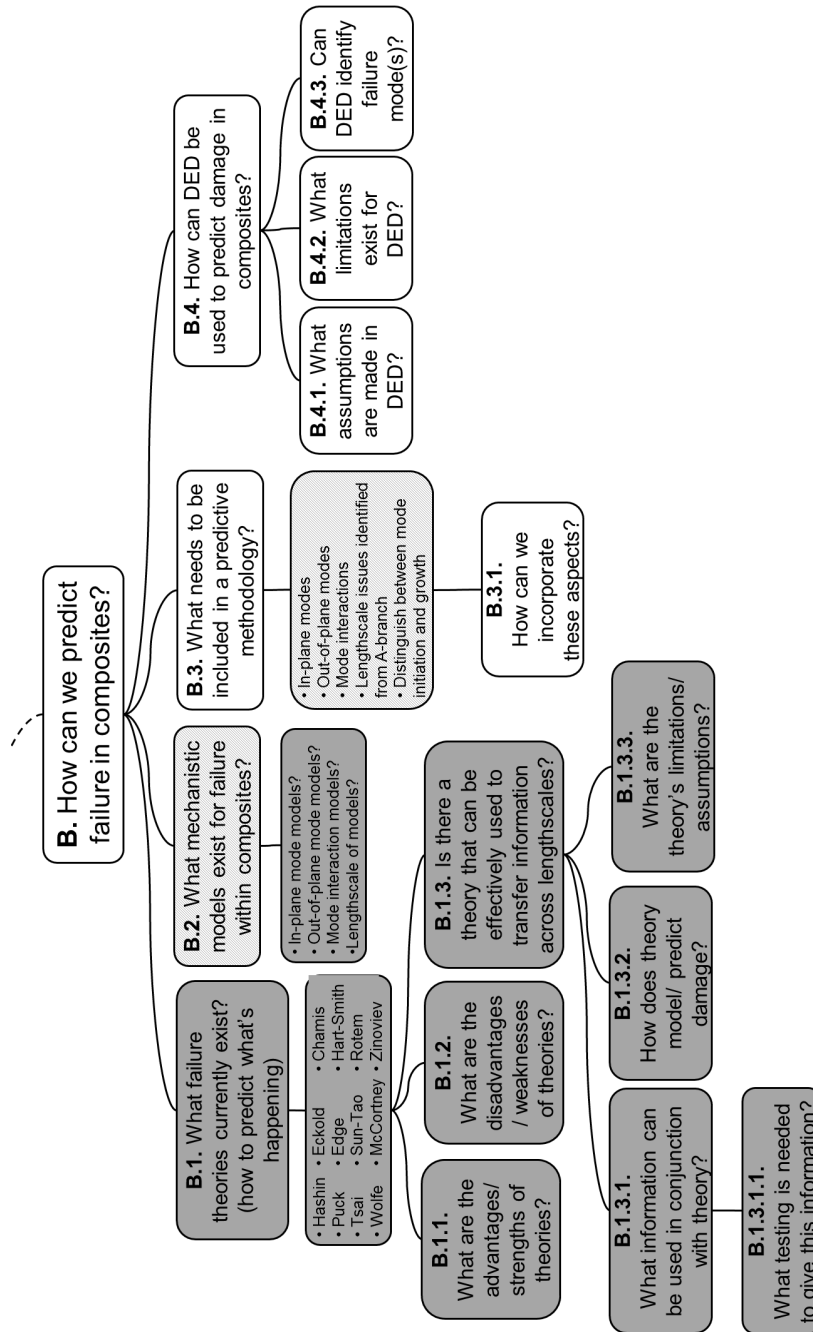 B. How can we predict
failure in composites?
B.1. What failure
theories currently exist?
(how to predict what's
happening)
• Hashin
• Puck
• Tsai
• Wolfe
• Eckold
• Edge
• Sun-Tao
• McCartney
• Chamis
• Hart-Smith
• Rotem
• Zinoviev
B.1.1.
What are the
advantages/
strengths of
theories?
B.1.2.
What are the
disadvantages
/ weaknesses
of theories?
B.1.3. Is there a
theory that can be
effectively used to
transfer information
across lengthscales?
B.1.3.1.
What information can
be used in conjunction
with theory?
B.1.3.1.1.
What testing is needed
to give this information?
B.1.3.2.
How does theory
model/ predict
damage?
B.1.3.3.
What are the
theory's limitations/
assumptions?
B.2. What mechanistic
models exist for failure
within composites?
• In-plane mode models?
• Out-of-plane mode models?
• Mode interaction models?
•Lengthscale of models?
B.3. What needs to be
included in a predictive
methodology?
• In-plane modes
• Out-of-plane modes
• Mode interactions
• Lengthscale issues identified
from A-branch
• Distinguish between mode
initiation and growth
B.3.1.
How can we
incorporate
these aspects?
B.4. How can DED be
used to predict damage in
composites?
B.4.1. What
assumptions
are made in
DED?
B.4.2. What
limitations
exist for
DED?
B.4.3. Can
DED identify
failure
mode(s)?